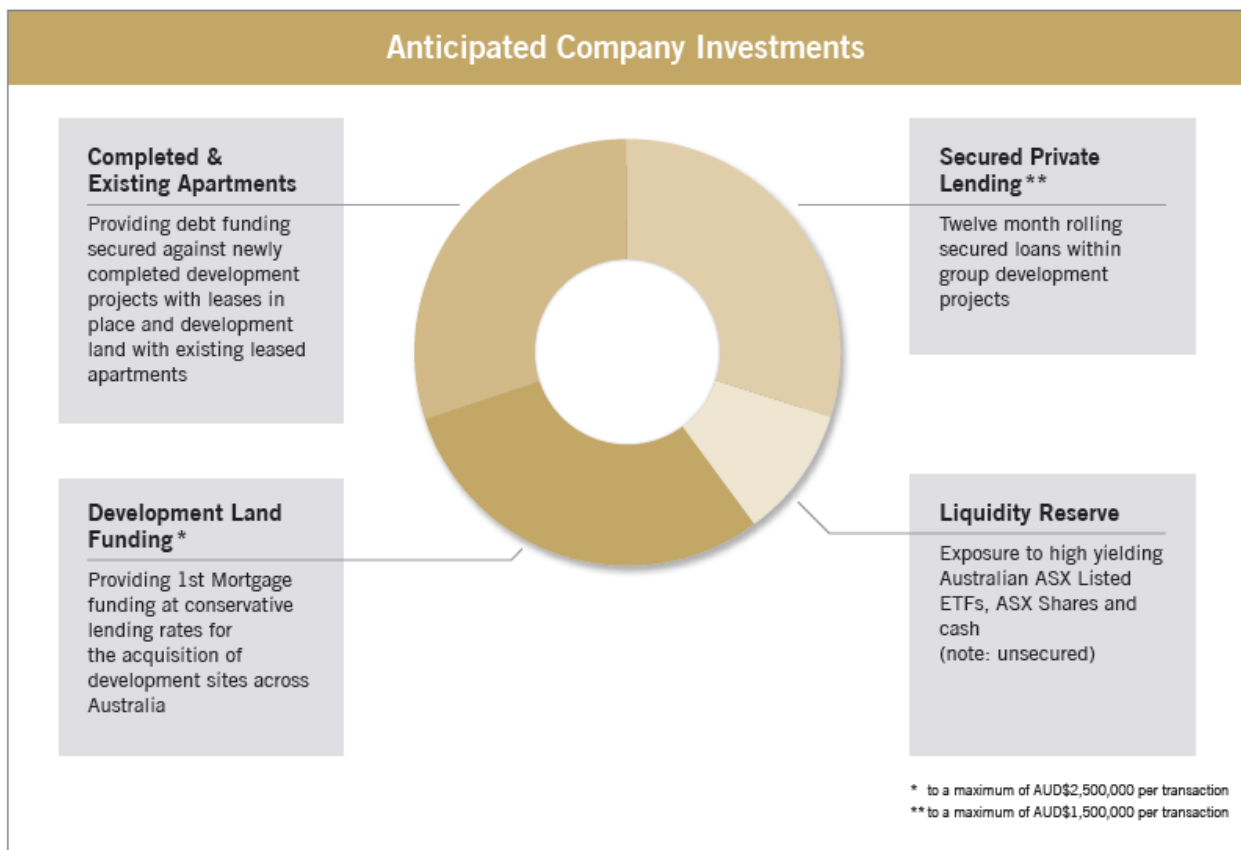 Anticipated Company Investments
Completed &
Existing Apartments
Providing debt funding
secured against newly
completed development
projects with leases in
place and development
land with existing leased
apartments
Secured Private
Lending**
Twelve month rolling
secured loans within
group development
projects
Development Land
Funding*
Providing 1st Mortgage
funding at conservative
lending rates for
the acquisition of
development sites across
Australia
Liquidity Reserve
Exposure to high yielding
Australian ASX Listed
ETFs, ASX Shares and
cash
(note: unsecured)
* to a maximum of AUD$2,500,000 per transaction
** to a maximum of AUD$1,500,000 per transaction